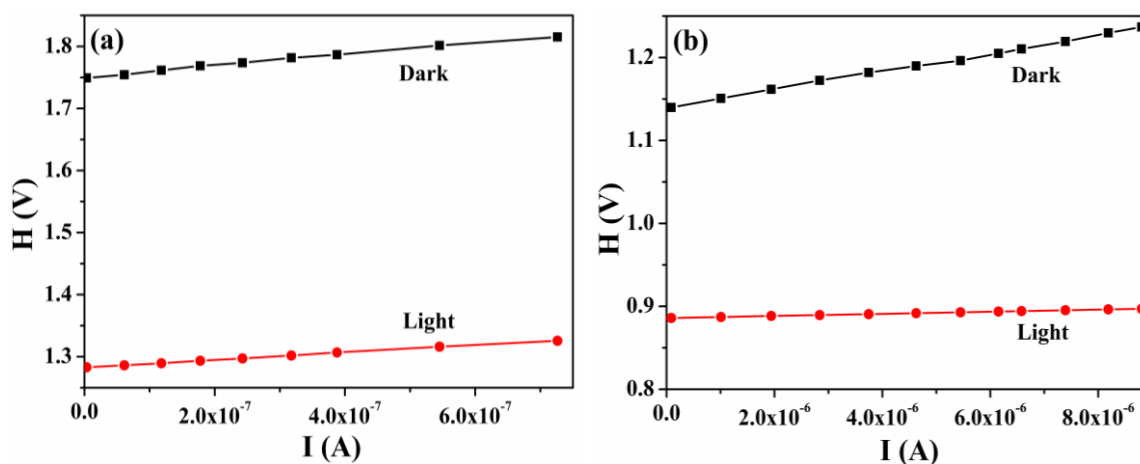 (a)
H (V)
1.8
1.7
1.6
1.5
1.4
1.3
Dark
Light
0.0
2.0x10⁻⁷
4.0x10⁻⁷
6.0x10⁻⁷
I (A)
(b)
H (V)
1.2
1.1
1.0
0.9
0.8
Dark
Light
0.0
2.0x10⁻⁶
4.0x10⁻⁶
6.0x10⁻⁶
8.0x10⁻⁶
I (A)